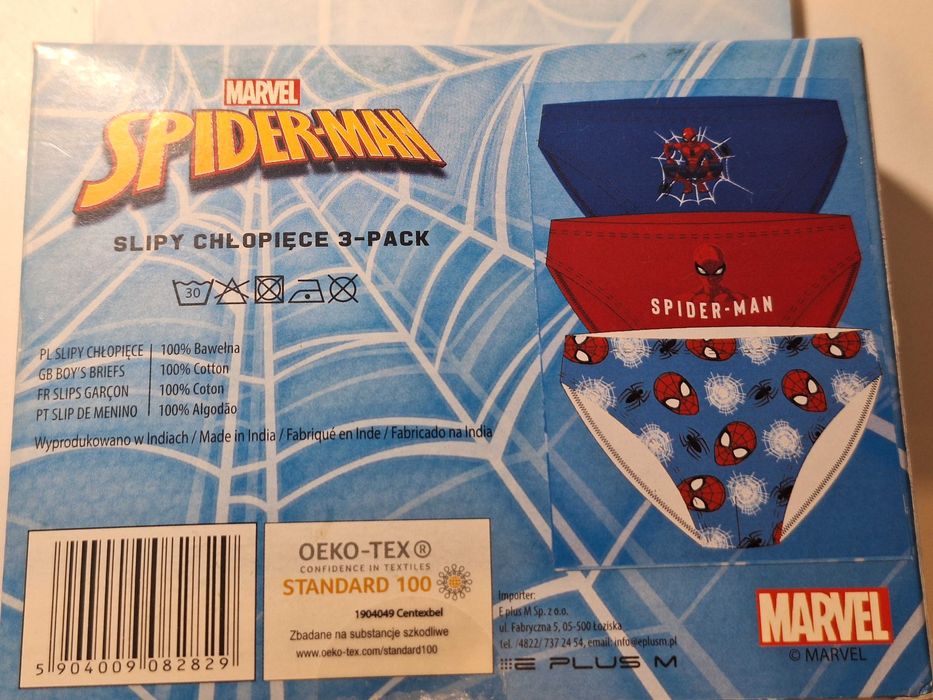 MARVEL
SPIDER-MAN
SLIPY CHŁOPIĘCE 3-PACK
30
PL SLIPY CHŁOPIĘCE | 100% Bawełna
GB BOY'S BRIEFS | 100% Cotton
FR SLIPS GARÇON | 100% Coton
PT SLIP DE MENINO | 100% Algodão
Wyprodukowano w Indiach / Made in India / Fabriqué en Inde / Fabricado na India
SPIDER-MAN
5 904009 082829
OEKO-TEX®
CONFIDENCE IN TEXTILES
STANDARD 100
1904049 Centexbel
Zbadane na substancje szkodliwe
www.oeko-tex.com/standard100
Importer:
E plus M Sp. z o.o.
ul. Fabryczna 5, 05-500 Łoziska
tel. /4822/ 737 24 54, email: info@eplusm.pl
E PLUS M
MARVEL
© MARVEL